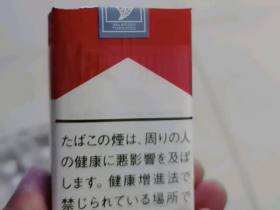 たばこの煙は、周りの人
の健康に悪影響を及ぼ
します。健康増進法で
禁じられている場所で